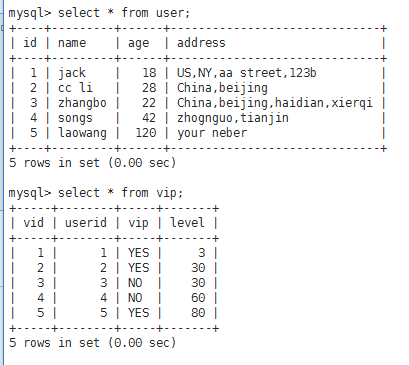 mysql> select * from user;
+----+---------+-----+------------------------------+
| id | name    | age | address                      |
+----+---------+-----+------------------------------+
|  1 | jack    |  18 | US,NY,aa street,123b         |
|  2 | cc li   |  28 | China,beijing                |
|  3 | zhangbo |  22 | China,beijing,haidian,xierqi |
|  4 | songs   |  42 | zhognguo,tianjin             |
|  5 | laowang | 120 | your neber                   |
+----+---------+-----+------------------------------+
5 rows in set (0.00 sec)

mysql> select * from vip;
+-----+--------+-----+-------+
| vid | userid | vip | level |
+-----+--------+-----+-------+
|   1 |      1 | YES |     3 |
|   2 |      2 | YES |    30 |
|   3 |      3 | NO  |    30 |
|   4 |      4 | NO  |    60 |
|   5 |      5 | YES |    80 |
+-----+--------+-----+-------+
5 rows in set (0.00 sec)